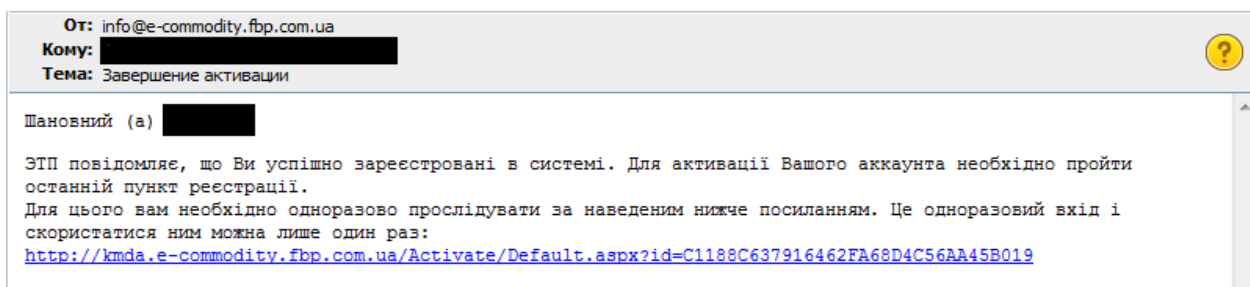 От: info@e-commodity.fbp.com.ua
Кому:
Тема: Завершение активации
?
Шановний (а)
ЭТП повідомляє, що Ви успішно зареєстровані в системі. Для активації Вашого аккаунта необхідно пройти
останній пункт реєстрації.
Для цього вам необхідно одноразово прослідувати за наведеним нижче посиланням. Це одноразовий вхід і
скористатися ним можна лише один раз:
http://kmda.e-commodity.fbp.com.ua/Activate/Default.aspx?id=C1188C637916462FA68D4C56AA45B019